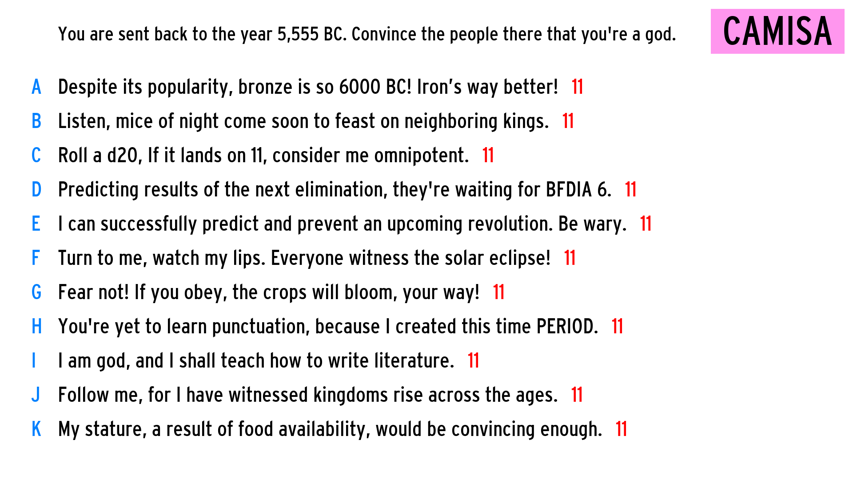 You are sent back to the year 5,555 BC. Convince the people there that you're a god.
CAMISA
A Despite its popularity, bronze is so 6000 BC! Iron's way better! 11
B Listen, mice of night come soon to feast on neighboring kings. 11
C Roll a d20, If it lands on 11, consider me omnipotent. 11
D Predicting results of the next elimination, they're waiting for BFDIA 6. 11
E I can successfully predict and prevent an upcoming revolution. Be wary. 11
F Turn to me, watch my lips. Everyone witness the solar eclipse! 11
G Fear not! If you obey, the crops will bloom, your way! 11
H You're yet to learn punctuation, because I created this time PERIOD. 11
I I am god, and I shall teach how to write literature. 11
J Follow me, for I have witnessed kingdoms rise across the ages. 11
K My stature, a result of food availability, would be convincing enough. 11